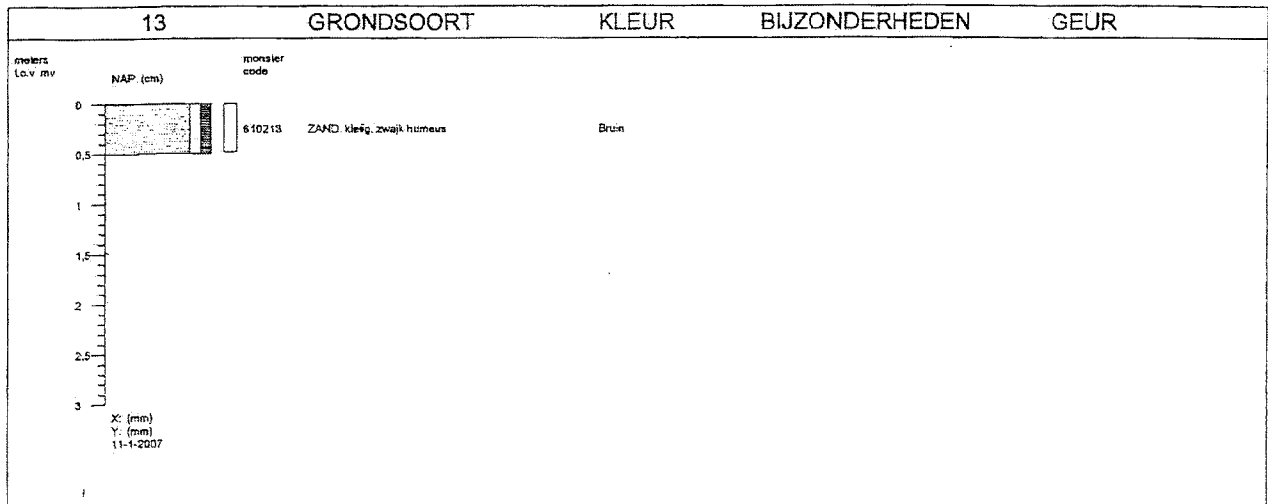 13 GRONDSOORT KLEUR BIJZONDERHEDEN GEUR
meters monster
t.o.v. mv code
NAP. (cm)
0
610213 ZAND. kleiig, zwak humeus Bruin
0,5
1
1,5
2
2,5
3
X: (mm)
Y: (mm)
11-1-2007